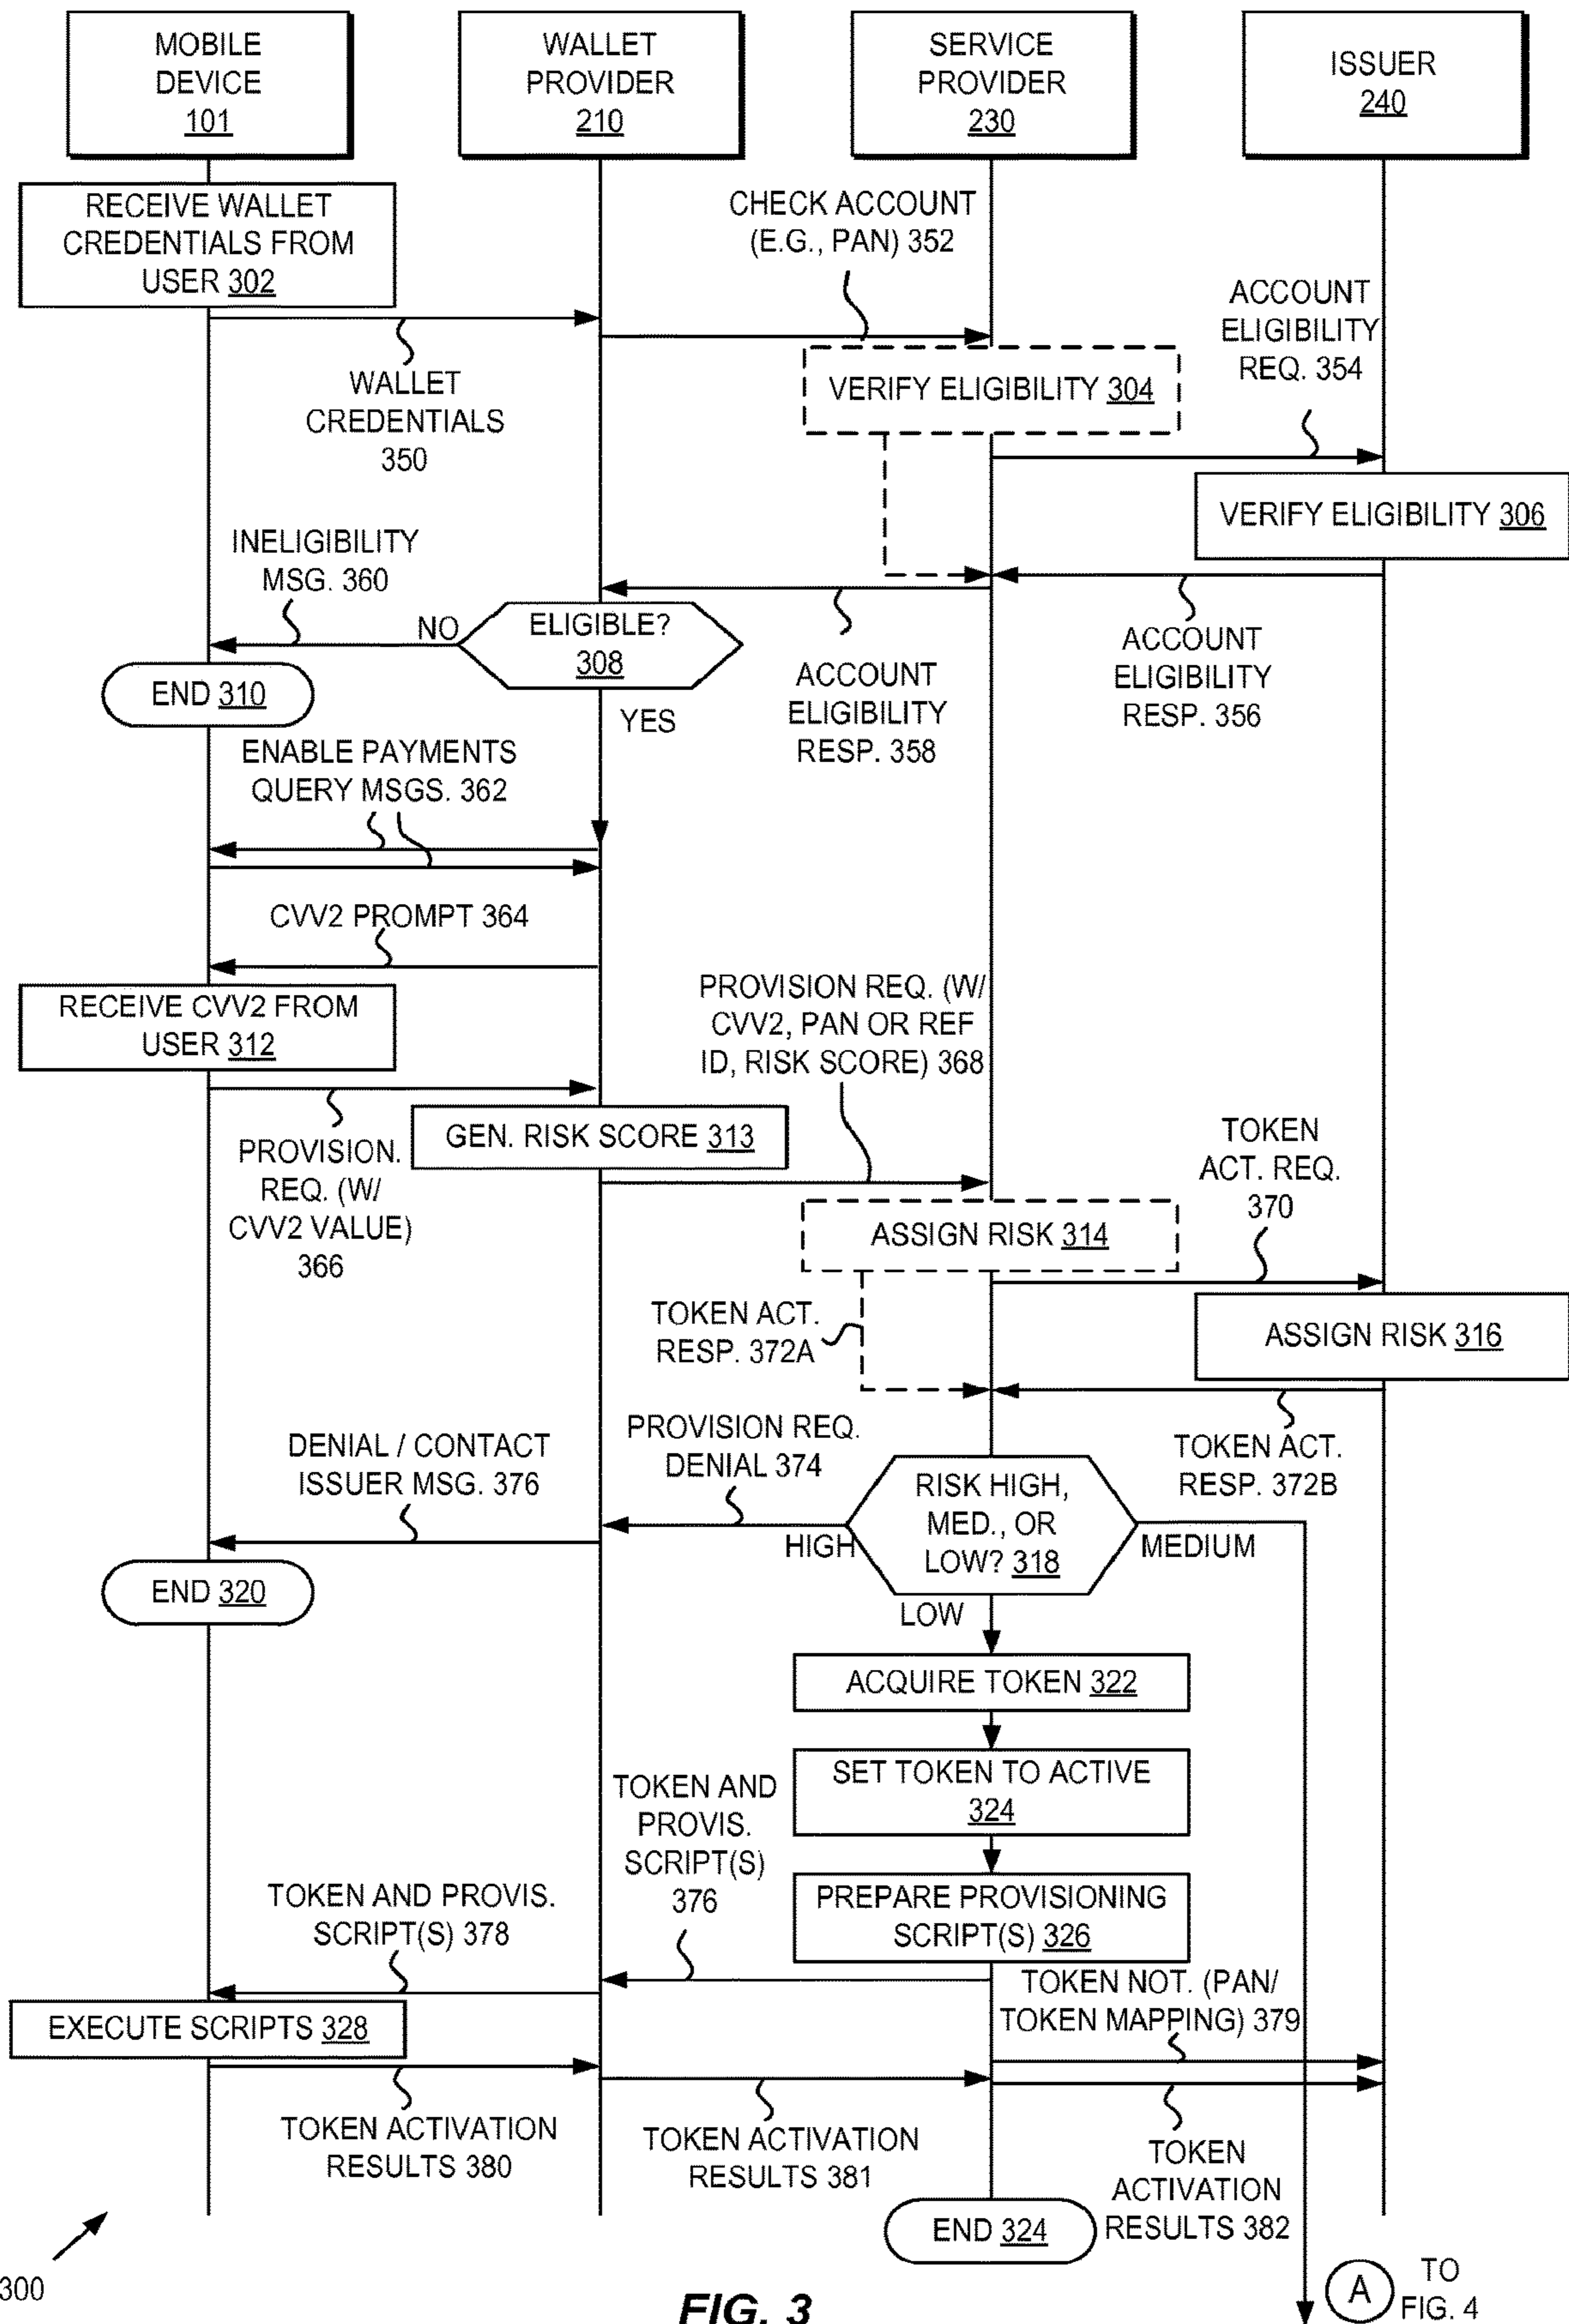 MOBILE
DEVICE
101
WALLET
PROVIDER
210
SERVICE
PROVIDER
230
ISSUER
240
RECEIVE WALLET
CREDENTIALS FROM
USER 302
CHECK ACCOUNT
(E.G., PAN) 352
ACCOUNT
ELIGIBILITY
REQ. 354
WALLET
CREDENTIALS
350
VERIFY ELIGIBILITY 304
VERIFY ELIGIBILITY 306
INELIGIBILITY
MSG. 360
NO
ELIGIBLE?
308
YES
END 310
ACCOUNT
ELIGIBILITY
RESP. 358
ACCOUNT
ELIGIBILITY
RESP. 356
ENABLE PAYMENTS
QUERY MSGS. 362
CVV2 PROMPT 364
RECEIVE CVV2 FROM
USER 312
PROVISION REQ. (W/
CVV2, PAN OR REF
ID, RISK SCORE) 368
PROVISION.
REQ. (W/
CVV2 VALUE)
366
GEN. RISK SCORE 313
TOKEN
ACT. REQ.
370
ASSIGN RISK 314
TOKEN ACT.
RESP. 372A
ASSIGN RISK 316
TOKEN ACT.
RESP. 372B
PROVISION REQ.
DENIAL 374
DENIAL / CONTACT
ISSUER MSG. 376
RISK HIGH,
MED., OR
LOW? 318
HIGH
MEDIUM
LOW
END 320
ACQUIRE TOKEN 322
SET TOKEN TO ACTIVE
324
TOKEN AND
PROVIS.
SCRIPT(S)
376
PREPARE PROVISIONING
SCRIPT(S) 326
TOKEN AND PROVIS.
SCRIPT(S) 378
TOKEN NOT. (PAN/
TOKEN MAPPING) 379
EXECUTE SCRIPTS 328
TOKEN ACTIVATION
RESULTS 380
TOKEN ACTIVATION
RESULTS 381
TOKEN
ACTIVATION
RESULTS 382
END 324
300
A
TO
FIG. 4
FIG. 3